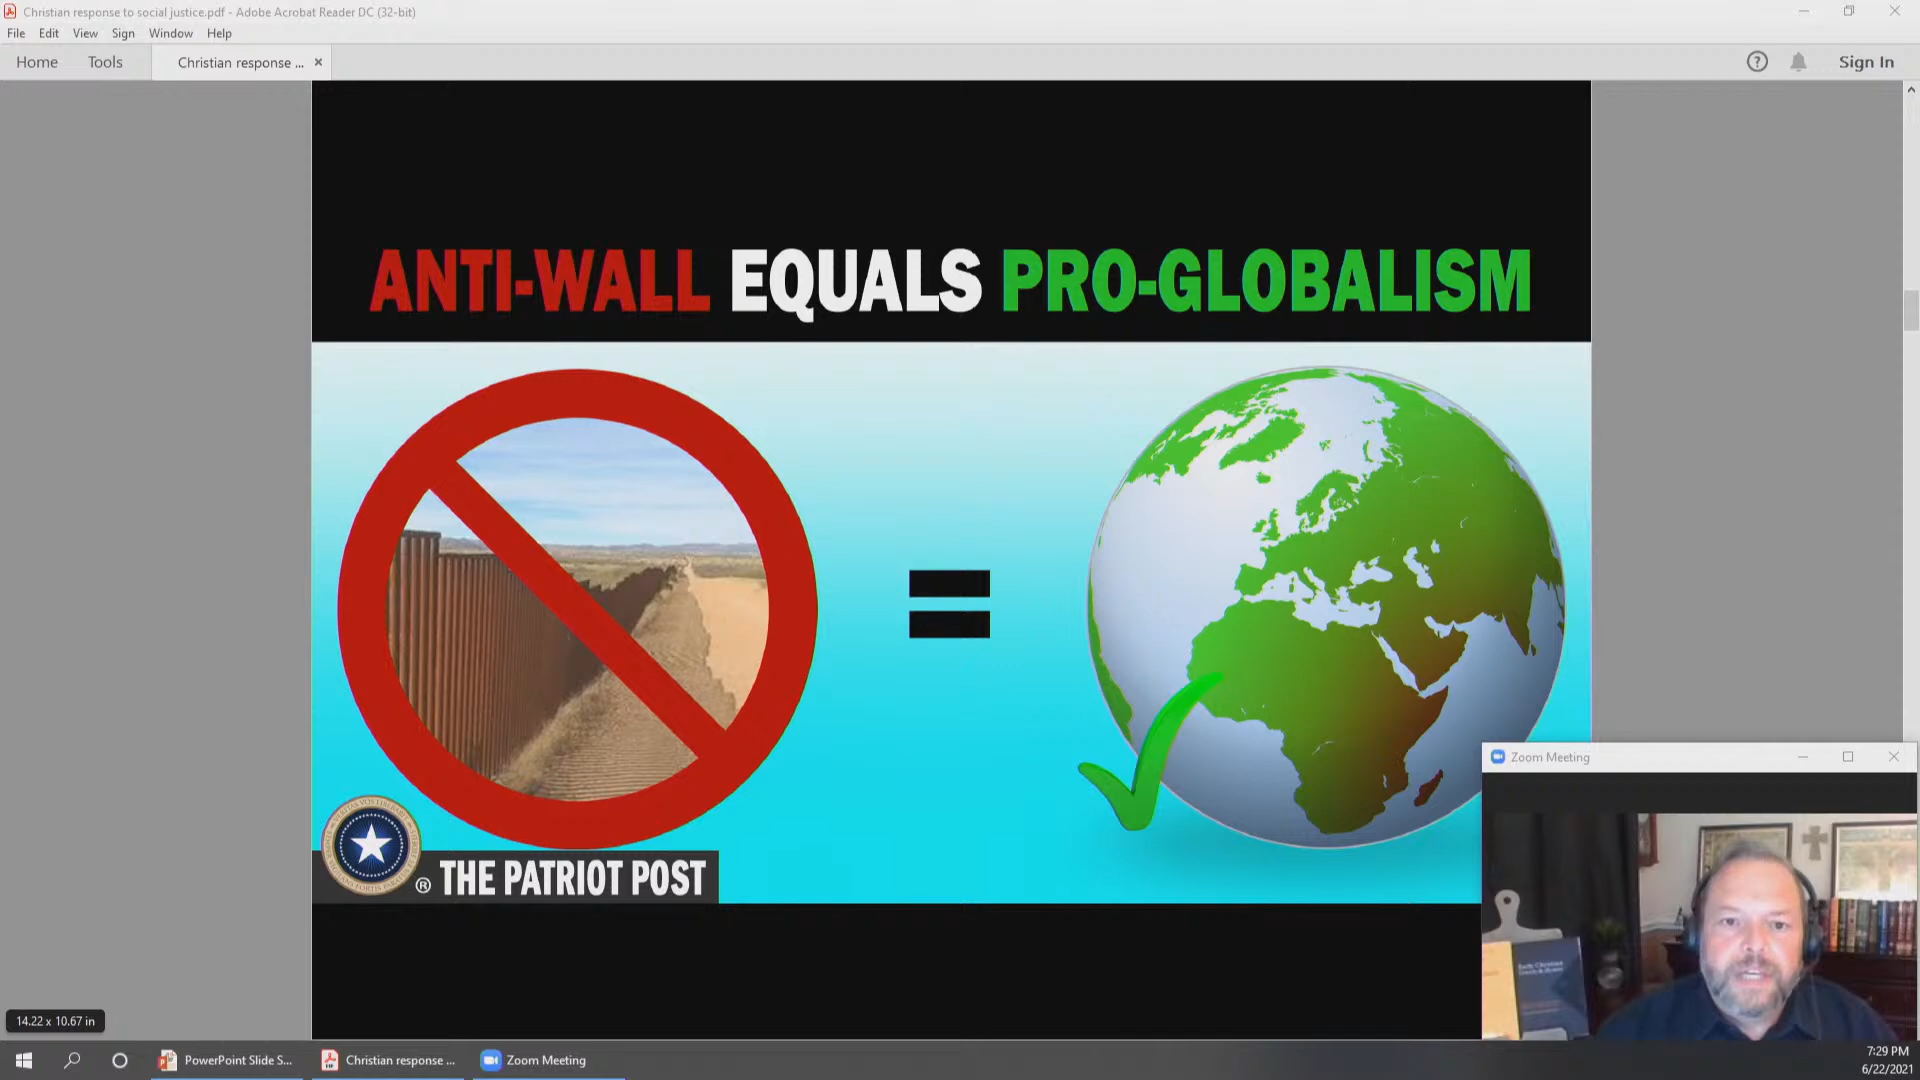 Christian response to social justice.pdf - Adobe Acrobat Reader DC (32-bit)
File Edit View Sign Window Help
Home Tools Christian response ... × Sign In
ANTI-WALL EQUALS PRO-GLOBALISM
=
® THE PATRIOT POST
Zoom Meeting
Early Christian
14.22 x 10.67 in
PowerPoint Slide S... Christian response ... Zoom Meeting
7:29 PM
6/22/2021